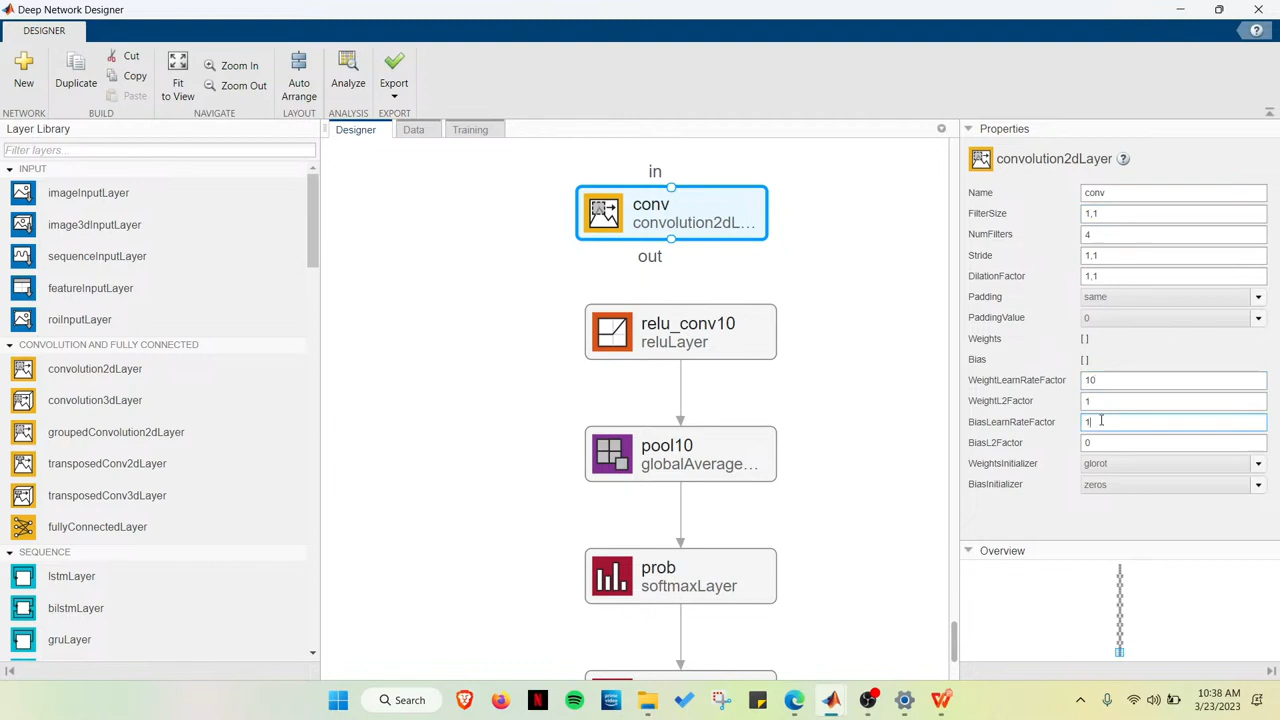 Deep Network Designer
DESIGNER
New
Duplicate
Cut
Copy
Paste
Fit
to View
Zoom In
Zoom Out
Auto
Arrange
Analyze
Export
NETWORK
BUILD
NAVIGATE
LAYOUT
ANALYSIS
EXPORT
Layer Library
Filter layers...
INPUT
imageInputLayer
image3dInputLayer
sequenceInputLayer
featureInputLayer
roiInputLayer
CONVOLUTION AND FULLY CONNECTED
convolution2dLayer
convolution3dLayer
groupedConvolution2dLayer
transposedConv2dLayer
transposedConv3dLayer
fullyConnectedLayer
SEQUENCE
lstmLayer
bilstmLayer
gruLayer
Designer
Data
Training
in
conv
convolution2dL...
out
relu_conv10
reluLayer
pool10
globalAverage...
prob
softmaxLayer
Properties
convolution2dLayer
Name conv
FilterSize 1,1
NumFilters 4
Stride 1,1
DilationFactor 1,1
Padding same
PaddingValue 0
Weights [ ]
Bias [ ]
WeightLearnRateFactor 10
WeightL2Factor 1
BiasLearnRateFactor 1
BiasL2Factor 0
WeightsInitializer glorot
BiasInitializer zeros
Overview
Search
10:38 AM
3/23/2023